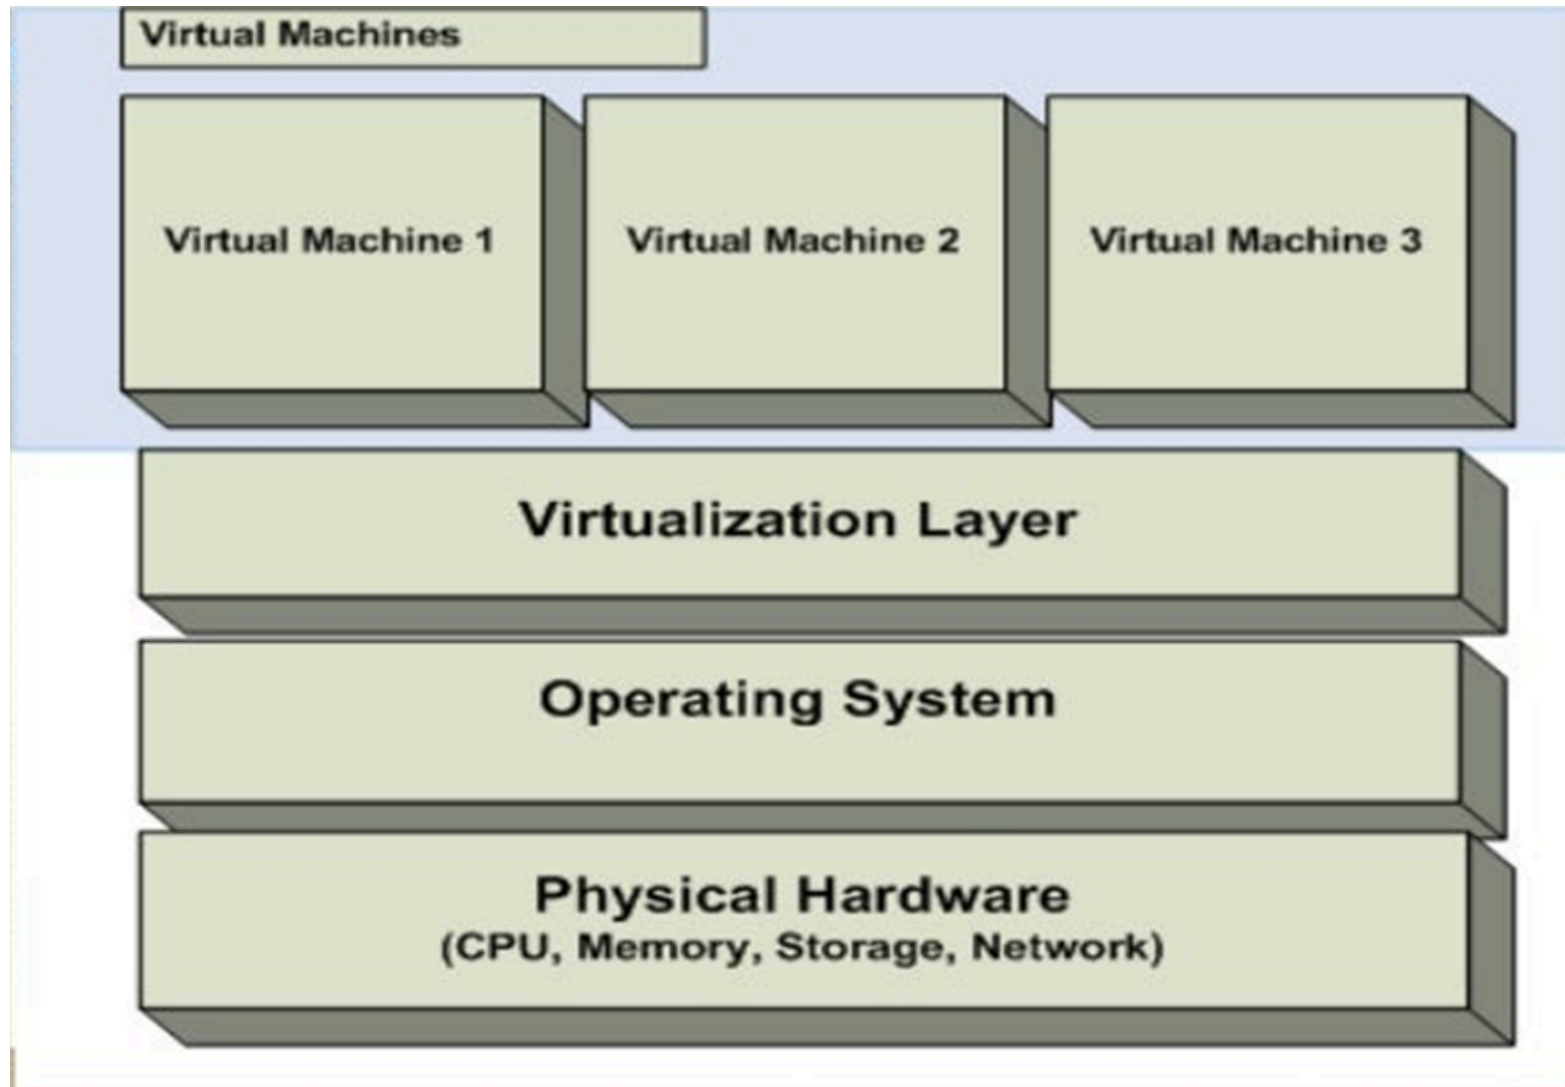 Virtual Machines
Virtual Machine 1
Virtual Machine 2
Virtual Machine 3
Virtualization Layer
Operating System
Physical Hardware
(CPU, Memory, Storage, Network)